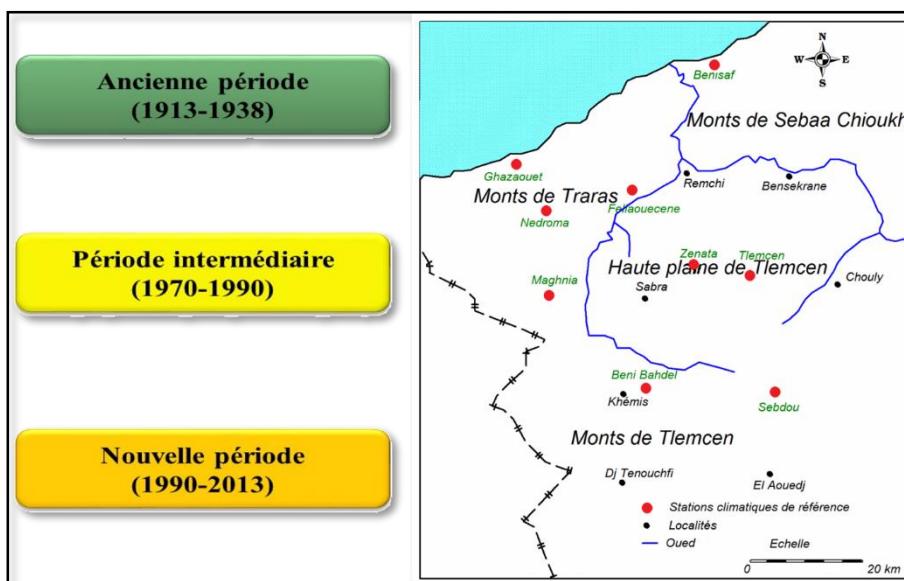 Ancienne période
(1913-1938)
Période intermédiaire
(1970-1990)
Nouvelle période
(1990-2013)
N
W E
S
Benisaf
Monts de Sebaa Chioukh
Ghazaouet
Remchi
Bensekrane
Monts de Traras
Fellaouecene
Nedroma
Zenata
Tlemcen
Haute plaine de Tlemcen
Maghnia
Sabra
Chouly
Beni Bahdel
Khémis
Sebdou
Monts de Tlemcen
Dj Tenouchfi
El Aouedj
Stations climatiques de référence
Localités
Oued
Echelle
0 20 km